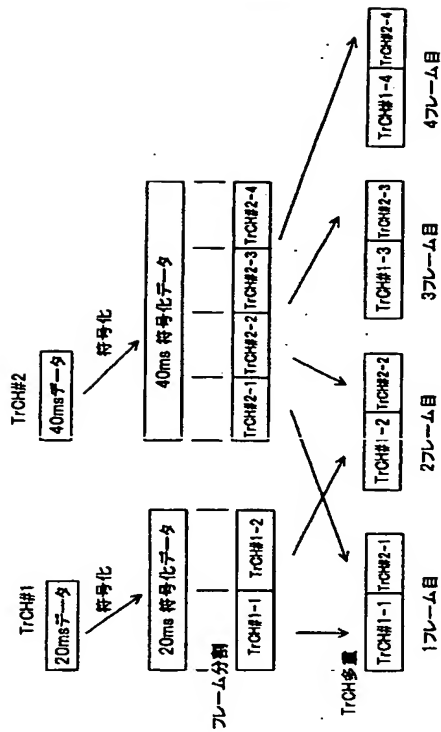 TrCH#1
TrCH#2
20msデータ
40msデータ
符号化
符号化
20ms 符号化データ
40ms 符号化データ
フレーム分割
TrCH#1-1 TrCH#1-2
TrCH#2-1 TrCH#2-2 TrCH#2-3 TrCH#2-4
TrCH多重
TrCH#1-1 TrCH#2-1
TrCH#1-2 TrCH#2-2
TrCH#1-3 TrCH#2-3
TrCH#1-4 TrCH#2-4
1フレーム目
2フレーム目
3フレーム目
4フレーム目